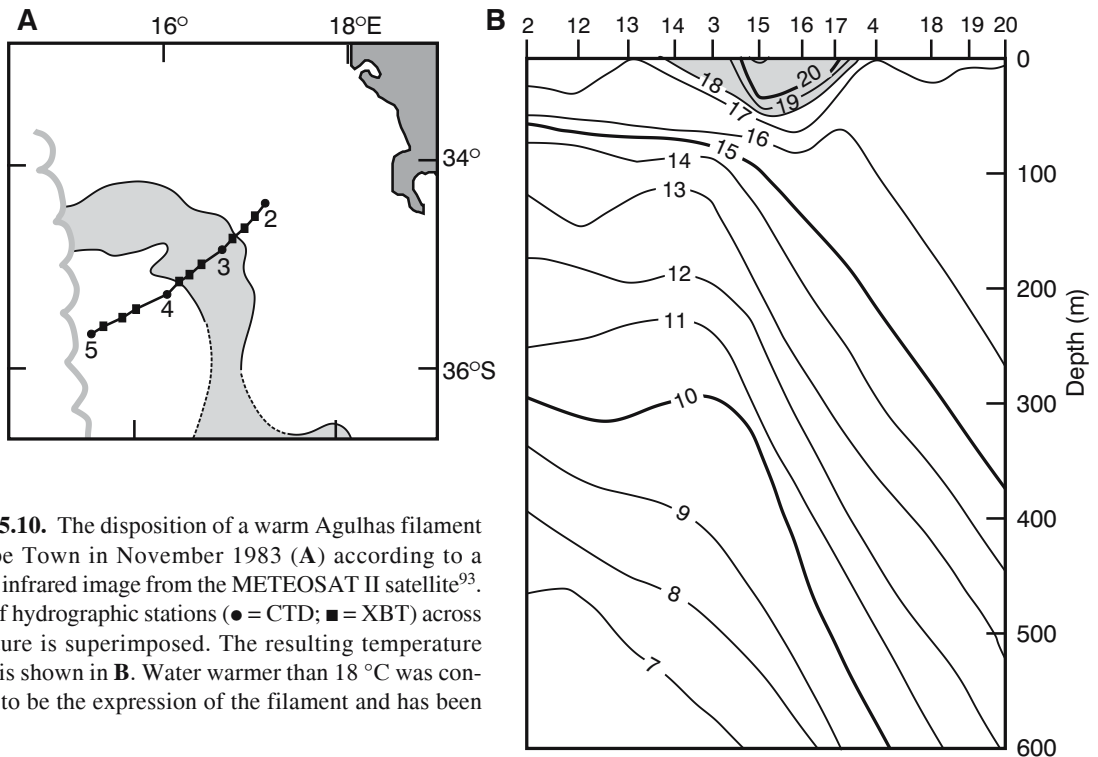 A
16° 18°E
34°
36°S
2
3
4
5
B
2 12 13 14 3 15 16 17 4 18 19 20
0
100
200
300
400
500
600
Depth (m)
20
19
18
17
16
15
14
13
12
11
10
9
8
7
5.10. The disposition of a warm Agulhas filament
Town in November 1983 (A) according to a
infrared image from the METEOSAT II satellite⁹³.
of hydrographic stations (● = CTD; ■ = XBT) across
is superimposed. The resulting temperature
is shown in B. Water warmer than 18 °C was con-
to be the expression of the filament and has been